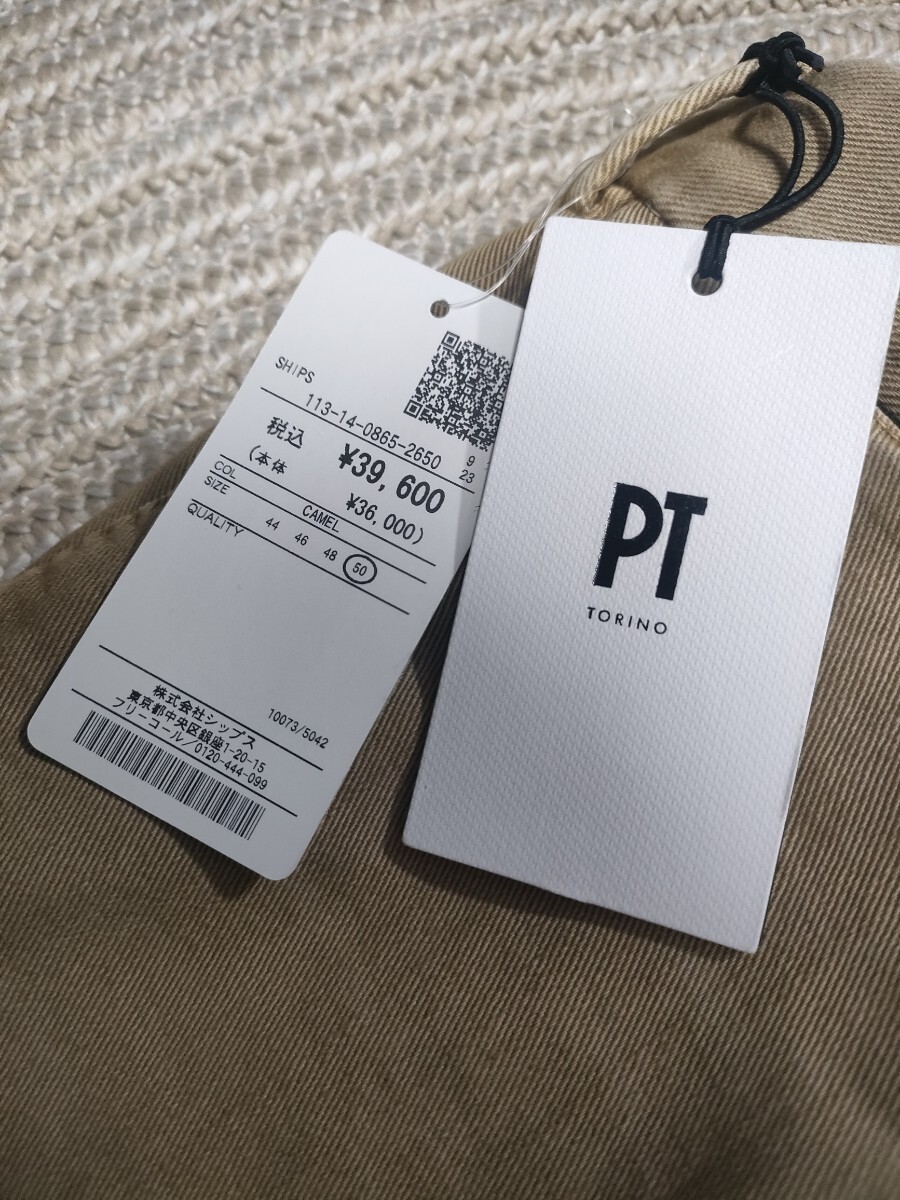 SHIPS
113-14-0865-2650
9
23
税込 ¥39,600
(本体 ¥36,000)
COL CAMEL
SIZE 44 46 48 50
QUALITY
10073/5042
株式会社シップス
東京都中央区銀座1-20-15
フリーコール/0120-444-099
PT
TORINO